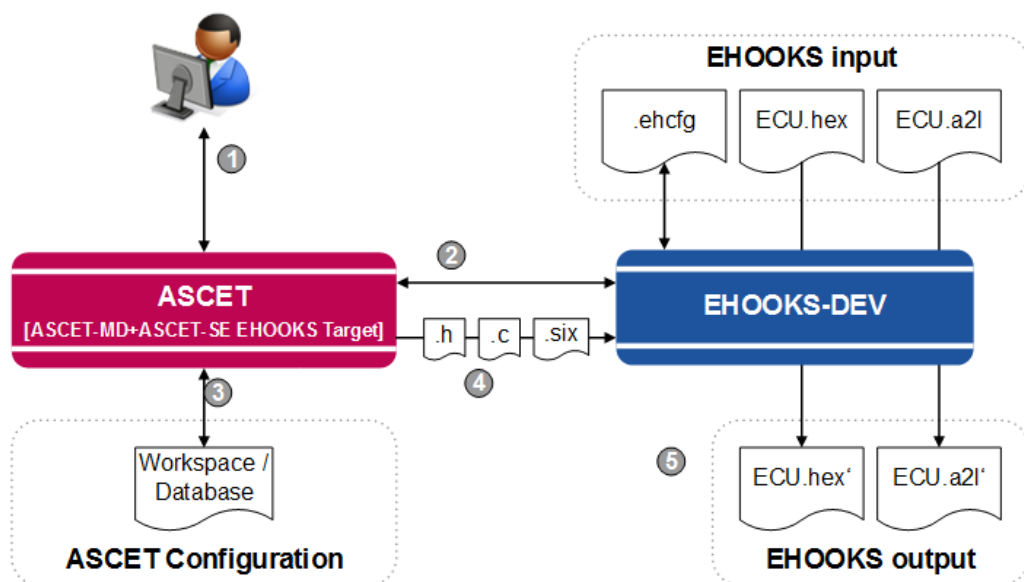 EHOOKS input
.ehcfg
ECU.hex
ECU.a2l
1
2
ASCET
[ASCET-MD+ASCET-SE EHOOKS Target]
EHOOKS-DEV
.h
.c
.six
3
4
Workspace /
Database
ASCET Configuration
5
ECU.hex‘
ECU.a2l‘
EHOOKS output